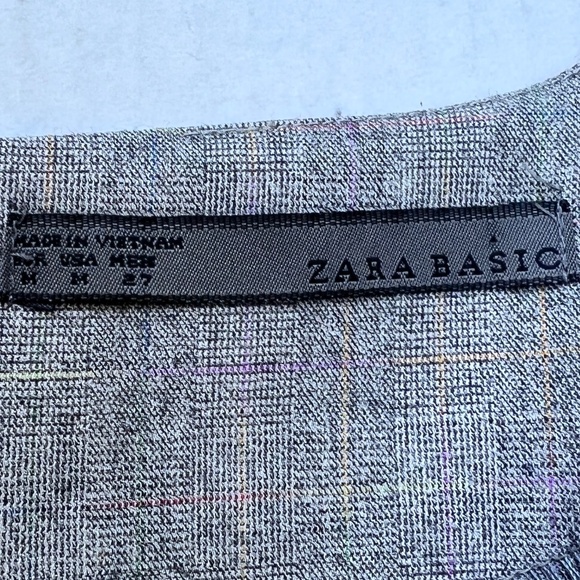 MADE IN VIETNAM
EUR USA MEX
M M 27
ZARA BASIC